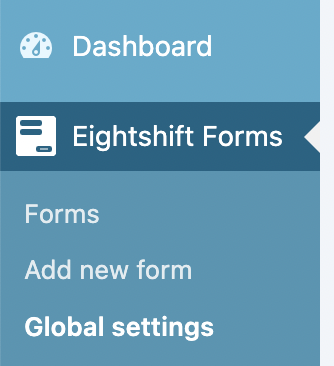 Dashboard
Eightshift Forms
Forms
Add new form
Global settings